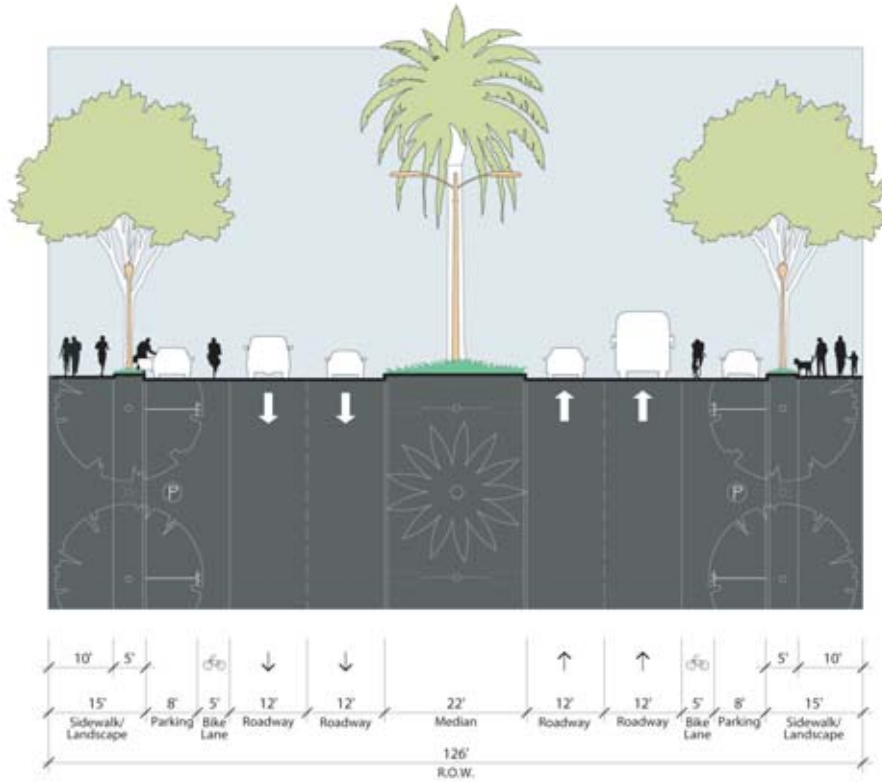 P P
10' 5' 5' 10'
15' 8' 5' 12' 12' 22' 12' 12' 5' 8' 15'
Sidewalk/ Parking Bike Roadway Roadway Median Roadway Roadway Bike Parking Sidewalk/
Landscape Lane Lane Landscape
126'
R.O.W.